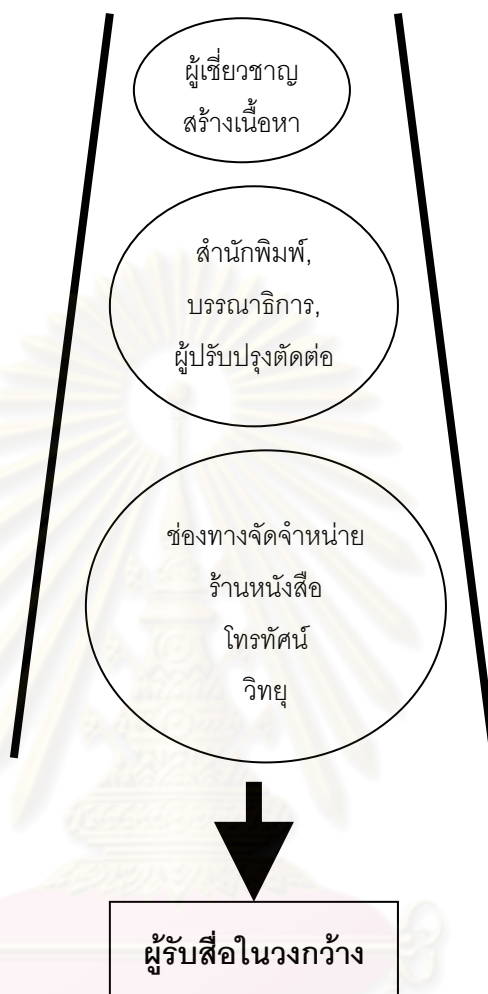 ผู้เชี่ยวชาญ
สร้างเนื้อหา
สำนักพิมพ์,
บรรณาธิการ,
ผู้ปรับปรุงตัดต่อ
ช่องทางจัดจำหน่าย
ร้านหนังสือ
โทรทัศน์
วิทยุ
ผู้รับสื่อในวงกว้าง